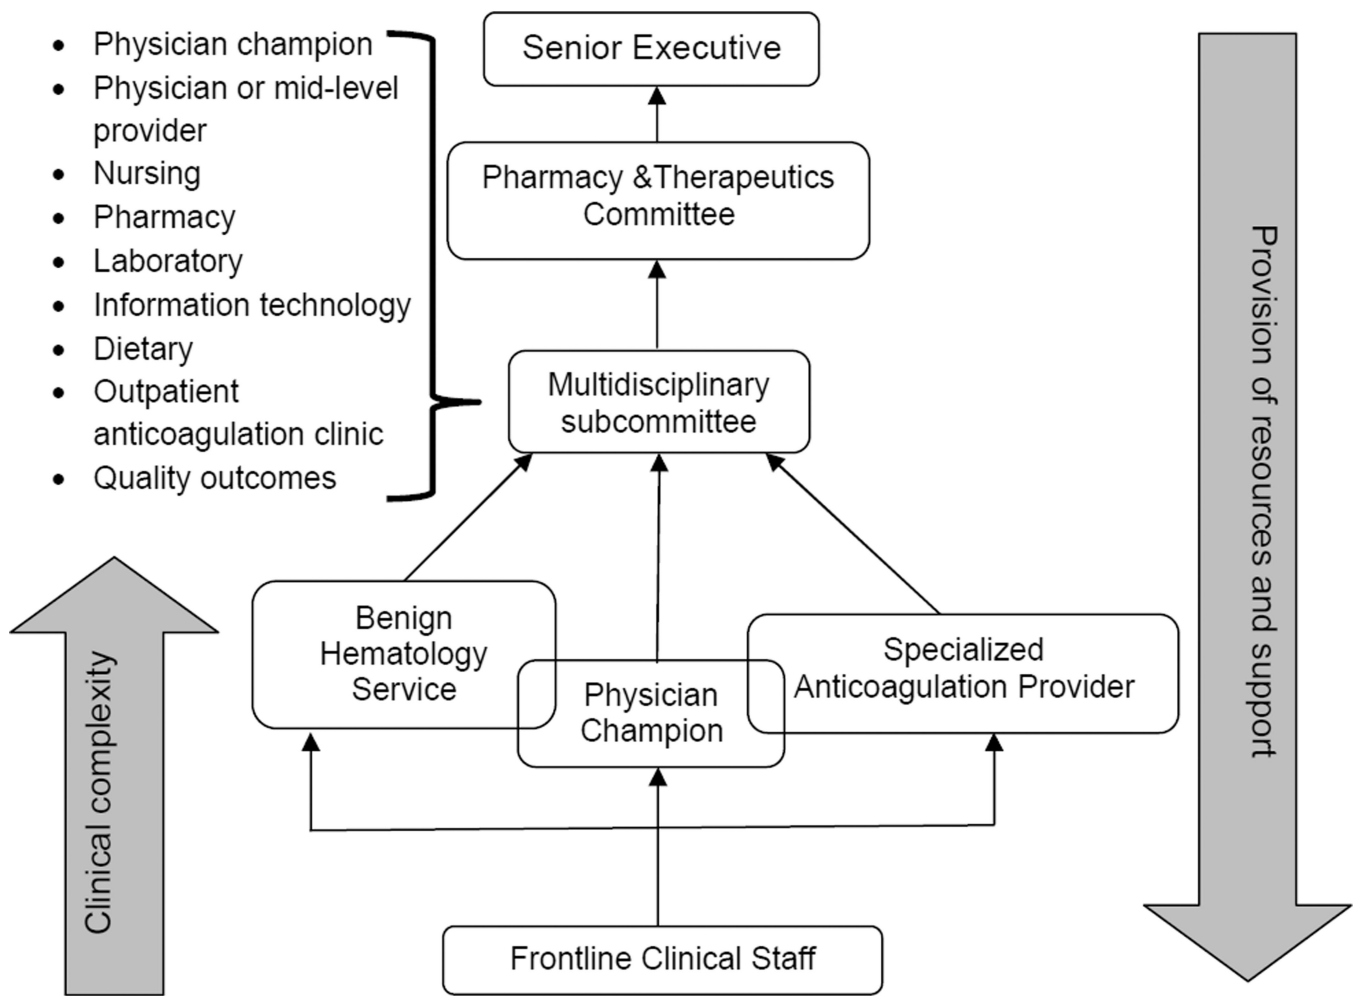 • Physician champion
• Physician or mid-level
provider
• Nursing
• Pharmacy
• Laboratory
• Information technology
• Dietary
• Outpatient
anticoagulation clinic
• Quality outcomes
Senior Executive
Pharmacy &Therapeutics
Committee
Multidisciplinary
subcommittee
Benign
Hematology
Service
Physician
Champion
Specialized
Anticoagulation Provider
Frontline Clinical Staff
Clinical complexity
Provision of resources and support